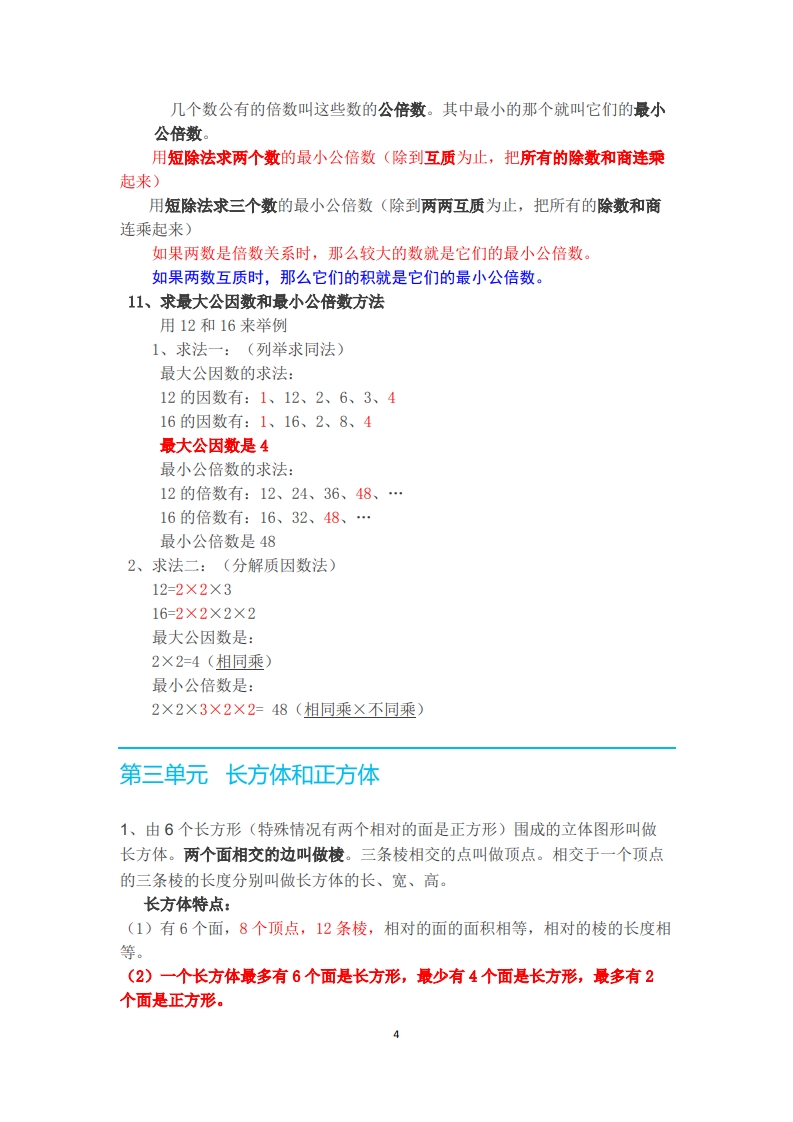 几个数公有的倍数叫这些数的公倍数。其中最小的那个就叫它们的最小
公倍数。
用短除法求两个数的最小公倍数（除到互质为止，把所有的除数和商连乘
起来）
用短除法求三个数的最小公倍数（除到两两互质为止，把所有的除数和商
连乘起来）
如果两数是倍数关系时，那么较大的数就是它们的最小公倍数。
如果两数互质时，那么它们的积就是它们的最小公倍数。
11、求最大公因数和最小公倍数方法
用 12 和 16 来举例
1、求法一：（列举求同法）
最大公因数的求法：
12 的因数有：1、12、2、6、3、4
16 的因数有：1、16、2、8、4
最大公因数是 4
最小公倍数的求法：
12 的倍数有：12、24、36、48、…
16 的倍数有：16、32、48、…
最小公倍数是 48
2、求法二：（分解质因数法）
12=2×2×3
16=2×2×2×2
最大公因数是：
2×2=4（相同乘）
最小公倍数是：
2×2×3×2×2= 48（相同乘×不同乘）
第三单元 长方体和正方体
1、由 6 个长方形（特殊情况有两个相对的面是正方形）围成的立体图形叫做
长方体。两个面相交的边叫做棱。三条棱相交的点叫做顶点。相交于一个顶点
的三条棱的长度分别叫做长方体的长、宽、高。
长方体特点：
（1）有 6 个面，8 个顶点，12 条棱，相对的面的面积相等，相对的棱的长度相
等。
（2）一个长方体最多有 6 个面是长方形，最少有 4 个面是长方形，最多有 2
个面是正方形。
4